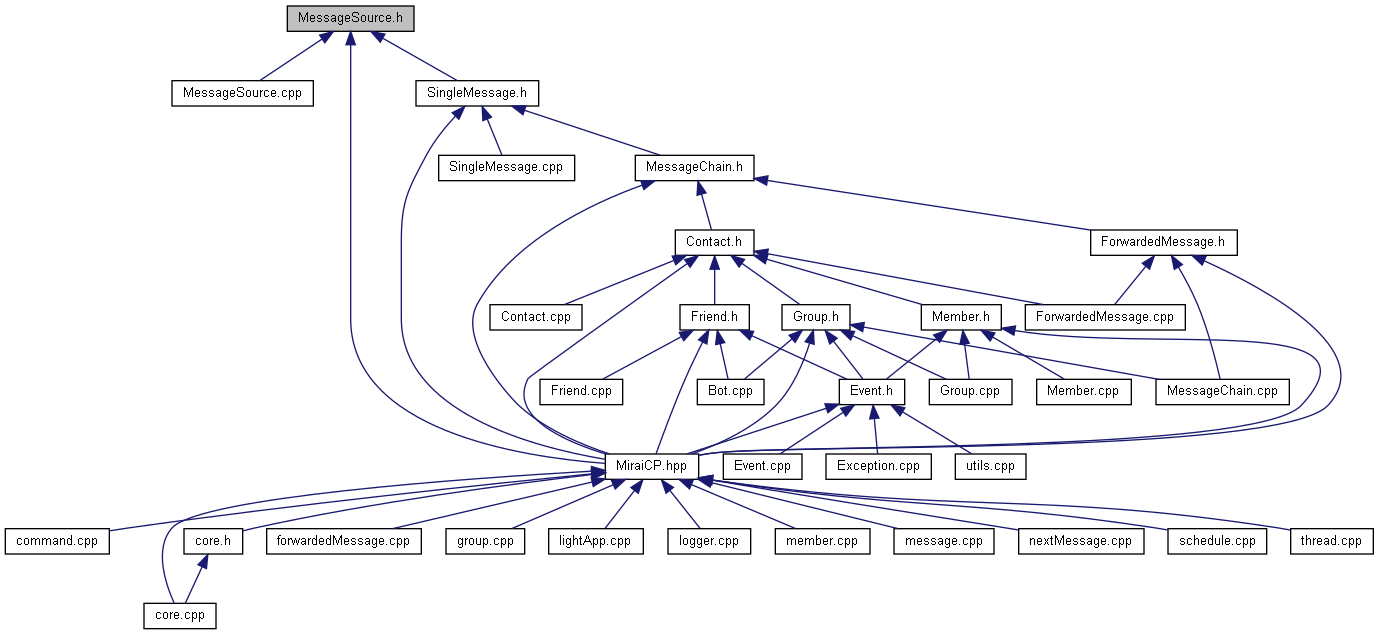 MessageSource.h
MessageSource.cpp
SingleMessage.h
SingleMessage.cpp
MessageChain.h
Contact.h
ForwardedMessage.h
Contact.cpp
Friend.h
Group.h
Member.h
ForwardedMessage.cpp
Friend.cpp
Bot.cpp
Event.h
Group.cpp
Member.cpp
MessageChain.cpp
MiraiCP.hpp
Event.cpp
Exception.cpp
utils.cpp
command.cpp
core.h
forwardedMessage.cpp
group.cpp
lightApp.cpp
logger.cpp
member.cpp
message.cpp
nextMessage.cpp
schedule.cpp
thread.cpp
core.cpp